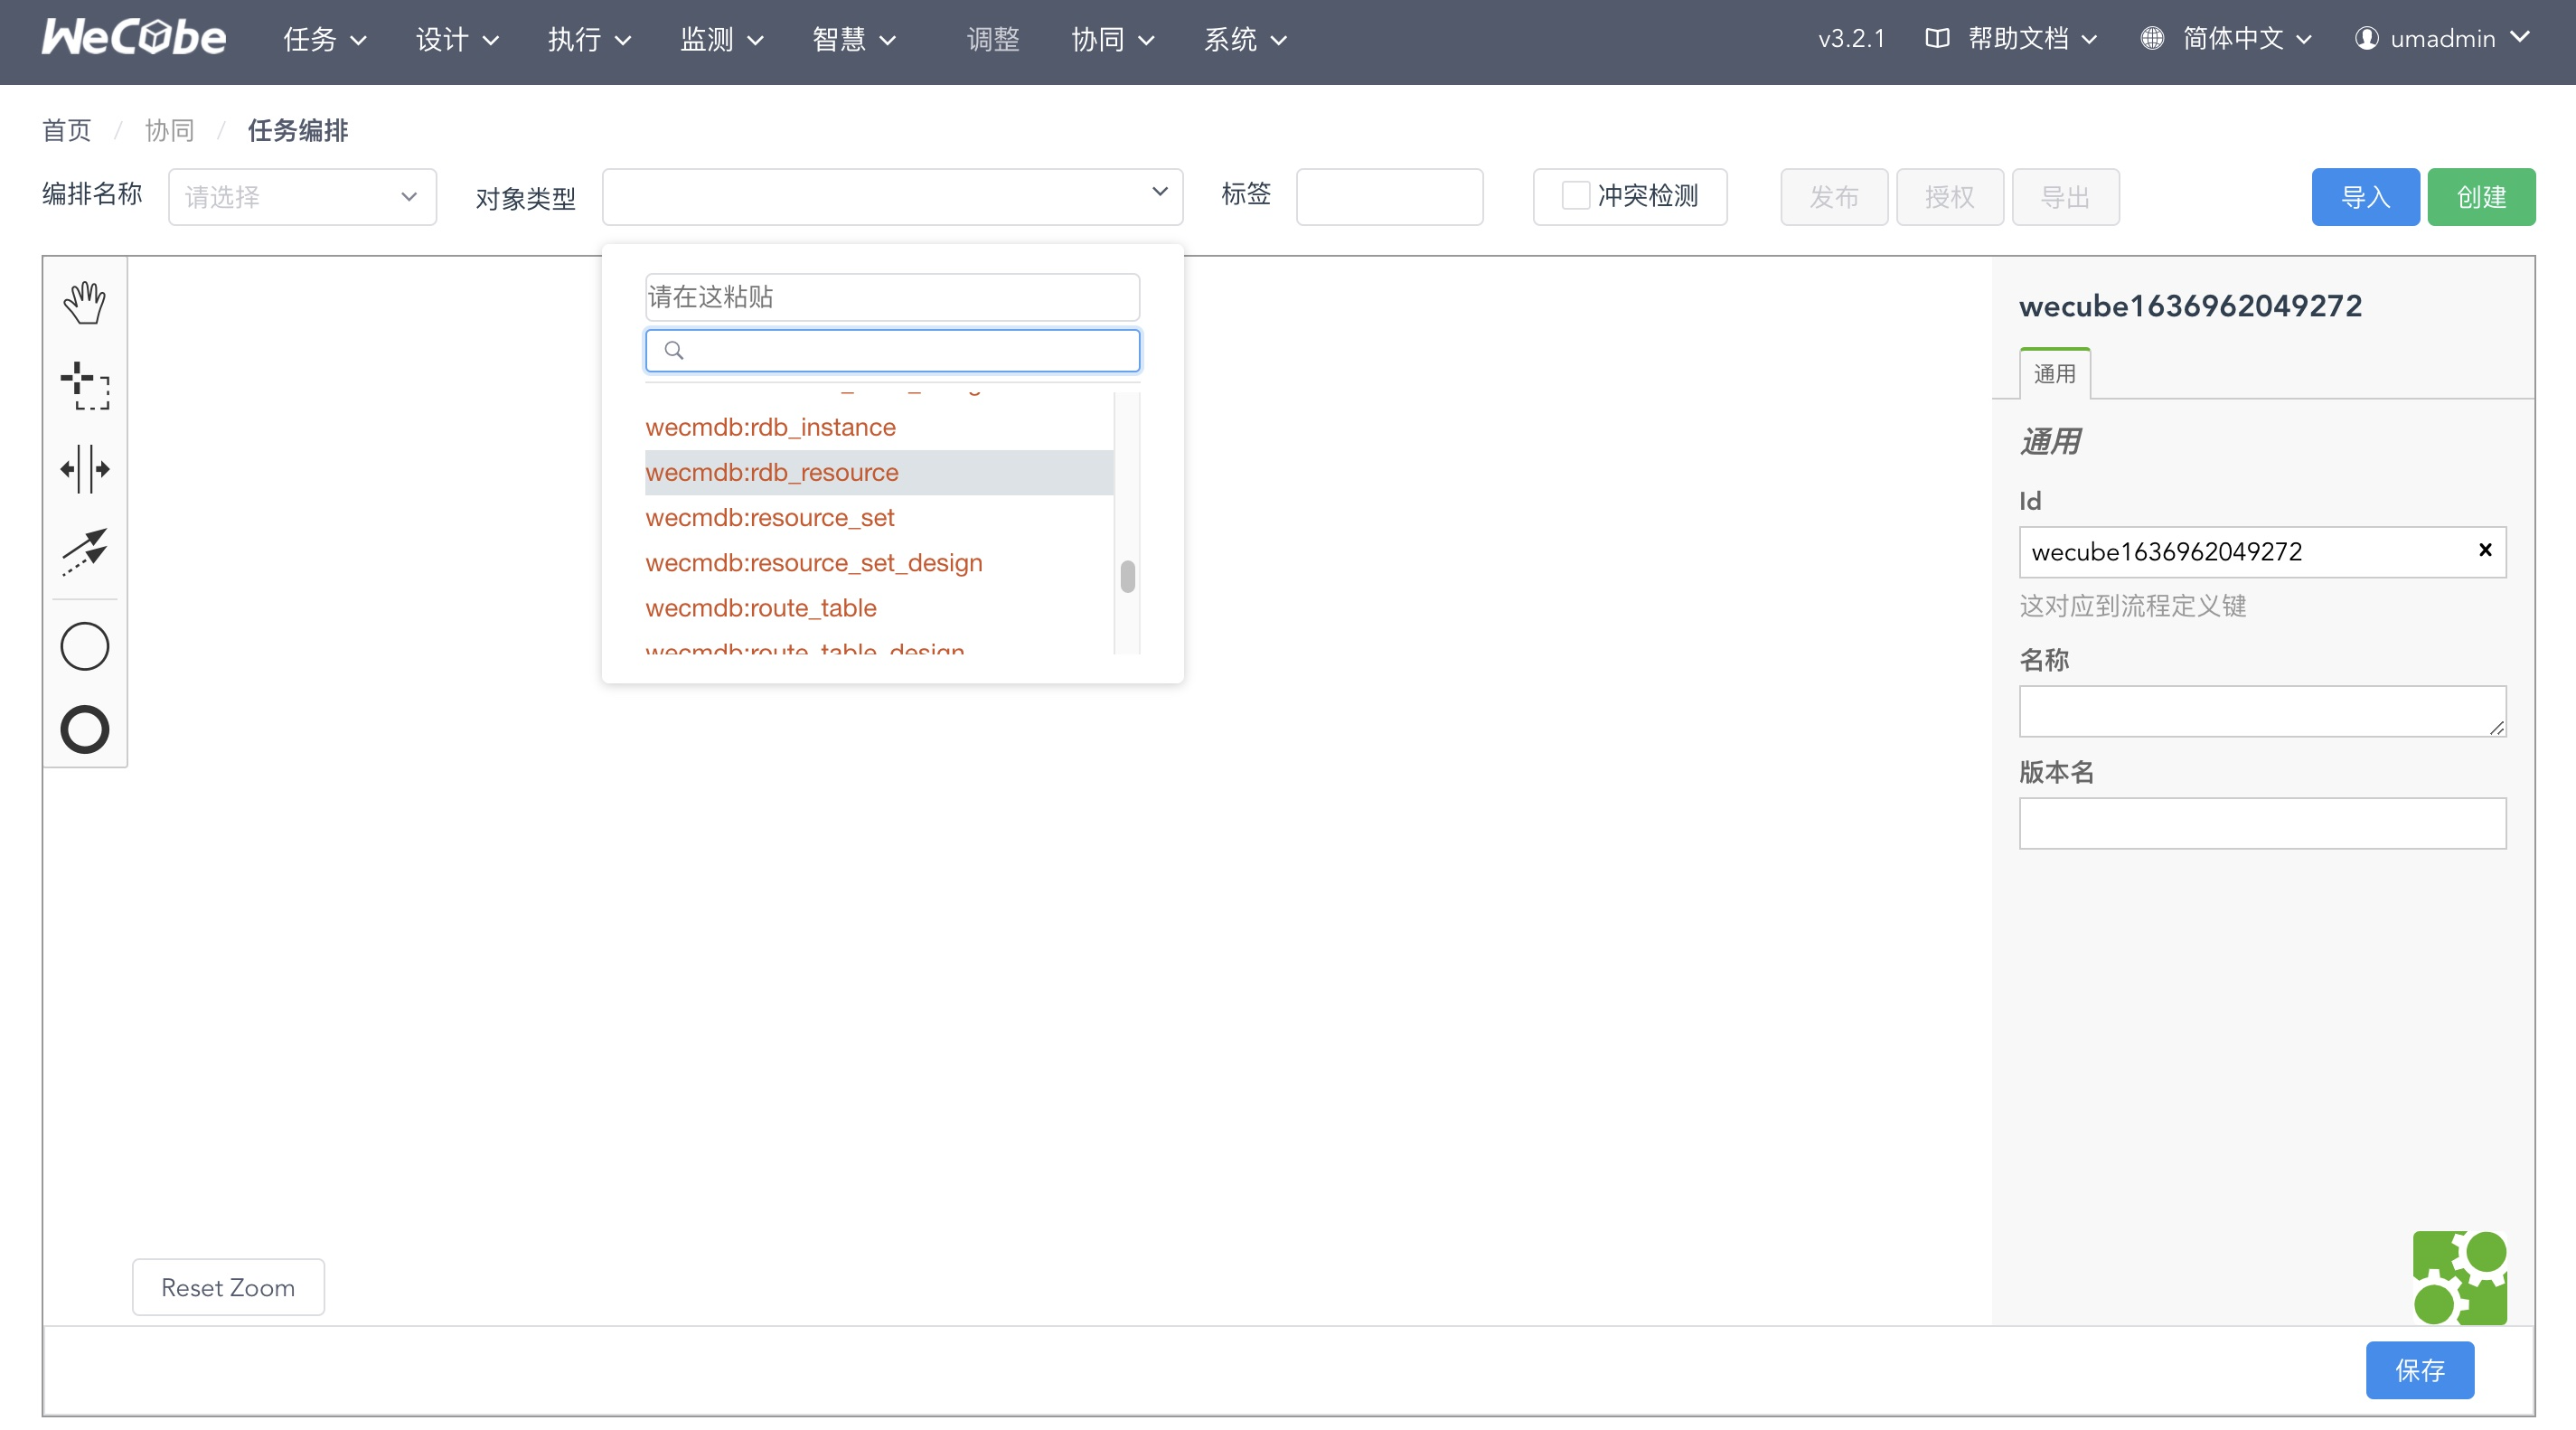 WeCube 任务 设计 执行 监测 智慧 调整 协同 系统 v3.2.1 帮助文档 简体中文 umadmin
首页 / 协同 / 任务编排
编排名称 请选择 对象类型 标签 冲突检测 发布 授权 导出 导入 创建
请在这粘贴
wecmdb:rdb_instance
wecmdb:rdb_resource
wecmdb:resource_set
wecmdb:resource_set_design
wecmdb:route_table
wecmdb:route_table_design
wecube1636962049272
通用
通用
Id
wecube1636962049272
这对应到流程定义键
名称
版本名
Reset Zoom
保存